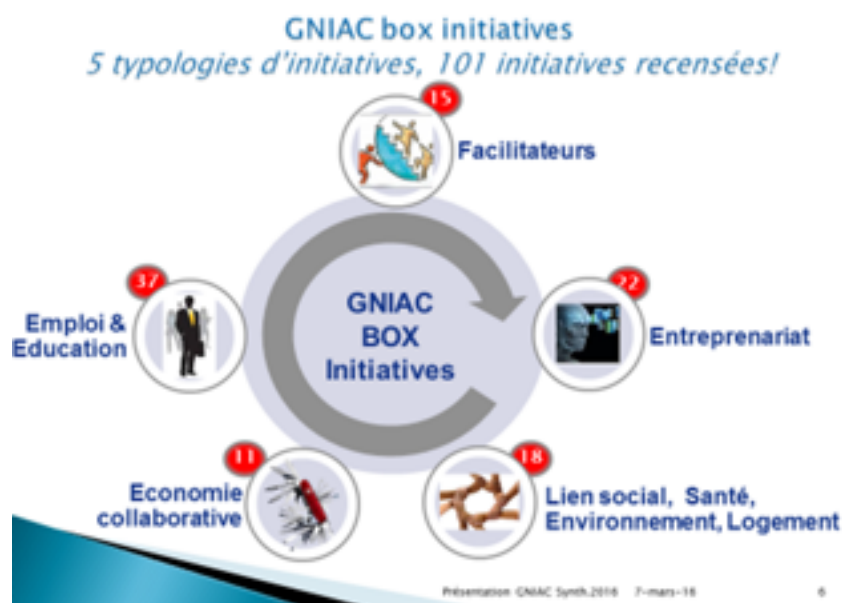 GNIAC box initiatives
5 typologies d'initiatives, 101 initiatives recensées!
15
Facilitateurs
37
Emploi &
Education
GNIAC
BOX
Initiatives
22
Entreprenariat
11
Economie
collaborative
18
Lien social, Santé,
Environnement, Logement
Présentation GNIAC Synth.2016 7-mars-16 6